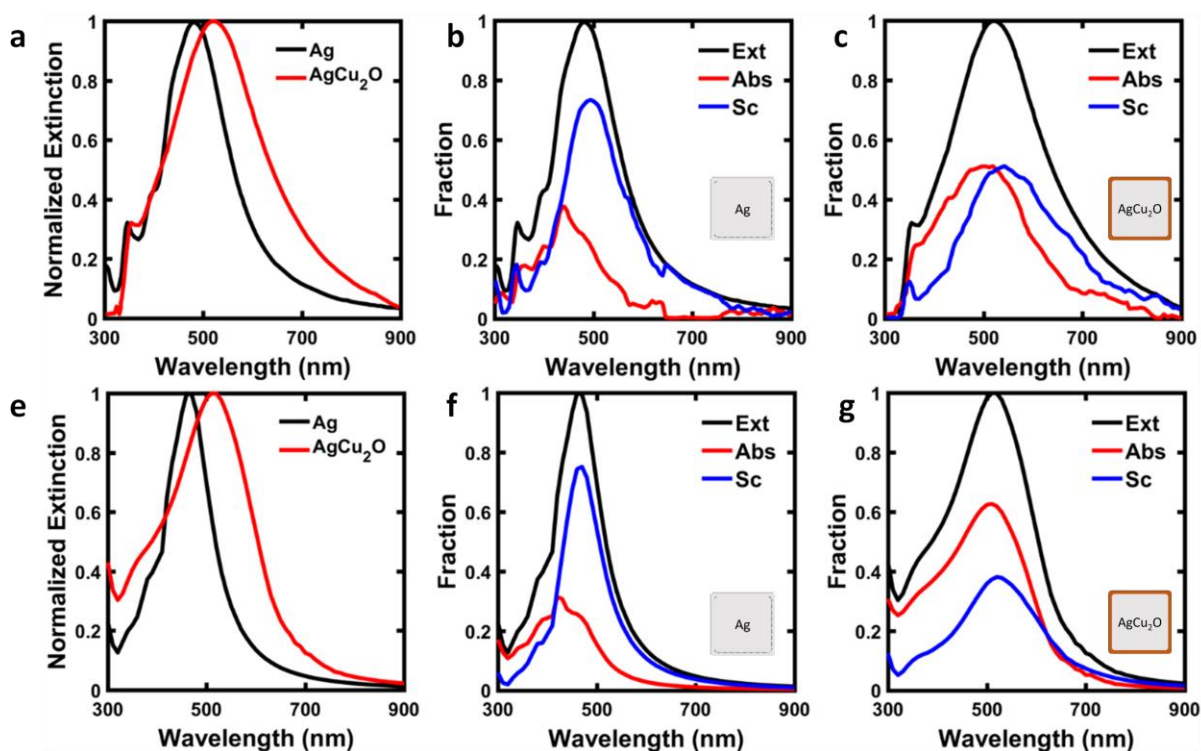 a
Normalized Extinction
1
0.8
0.6
0.4
0.2
0
300 500 700 900
Wavelength (nm)
Ag
AgCu₂O
b
Fraction
1
0.8
0.6
0.4
0.2
0
300 500 700 900
Wavelength (nm)
Ext
Abs
Sc
Ag
c
Fraction
1
0.8
0.6
0.4
0.2
0
300 500 700 900
Wavelength (nm)
Ext
Abs
Sc
AgCu₂O
e
Normalized Extinction
1
0.8
0.6
0.4
0.2
0
300 500 700 900
Wavelength (nm)
Ag
AgCu₂O
f
Fraction
1
0.8
0.6
0.4
0.2
0
300 500 700 900
Wavelength (nm)
Ext
Abs
Sc
Ag
g
Fraction
1
0.8
0.6
0.4
0.2
0
300 500 700 900
Wavelength (nm)
Ext
Abs
Sc
AgCu₂O